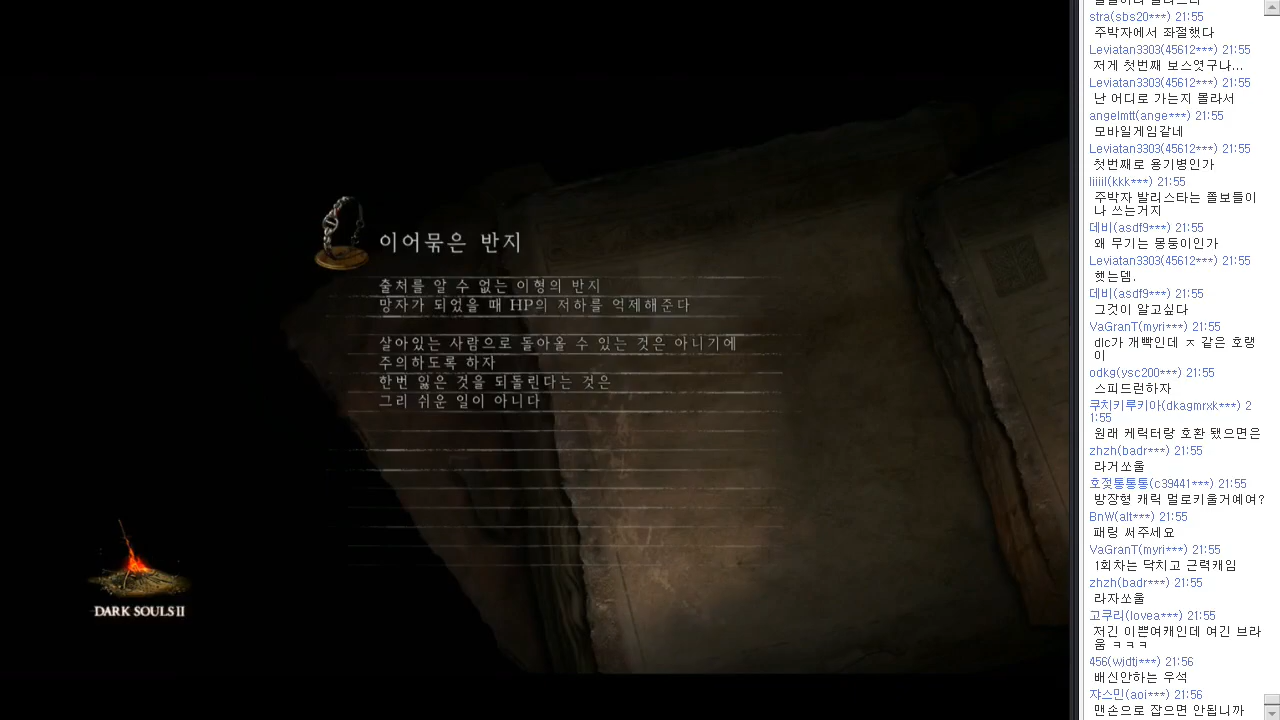 이어묶은 반지
출처를 알 수 없는 이형의 반지
망자가 되었을 때 HP의 저하를 억제해준다
살아있는 사람으로 돌아올 수 있는 것은 아니기에
주의하도록 하자
한번 잃은 것을 되돌린다는 것은
그리 쉬운 일이 아니다
DARK SOULS II
stra(sbs20***) 21:55
주박자에서 좌절했다
Leviatan3303(45612***) 21:55
저게 첫번째 보스엿구나...
Leviatan3303(45612***) 21:55
난 어디로 가는지 몰라서
angelmtt(ange***) 21:55
모바일게임같네
Leviatan3303(45612***) 21:55
첫번째로 용기병인가
liiiil(kkk***) 21:55
주박자 발리스타는 쫄보들이
나 쓰는거지
데비(asdf9***) 21:55
왜 무기는 몽둥이인가
Leviatan3303(45612***) 21:55
햇는뎀.
데비(asdf9***) 21:55
그것이 알고싶다
YaGranT(myri***) 21:55
dlc가 개빡인데 ㅈ 같은 호랭
이
odkg(ysc200***) 21:55
스피드런하자
쿠치키루키아(dkagmrxk***) 2
1:55
원래 케릭터랑 호환 됐으면은
zhzh(badr***) 21:55
라거쏘울
호젓통통통(c39441***) 21:55
방장형 캐릭 멀로키울거예여?
BnW(alt***) 21:55
패링 써주세요
YaGranT(myri***) 21:55
1회차는 닥치고 근력캐임
zhzh(badr***) 21:55
라자쏘울
고쿠리(lovea***) 21:55
저긴 이쁜여캐인데 여긴 브라
움 ㅋㅋㅋ
456(wjdtj***) 21:56
배신안하는 우석
쟈스민(aoi***) 21:56
맨손으로 잡으면 안됩니까